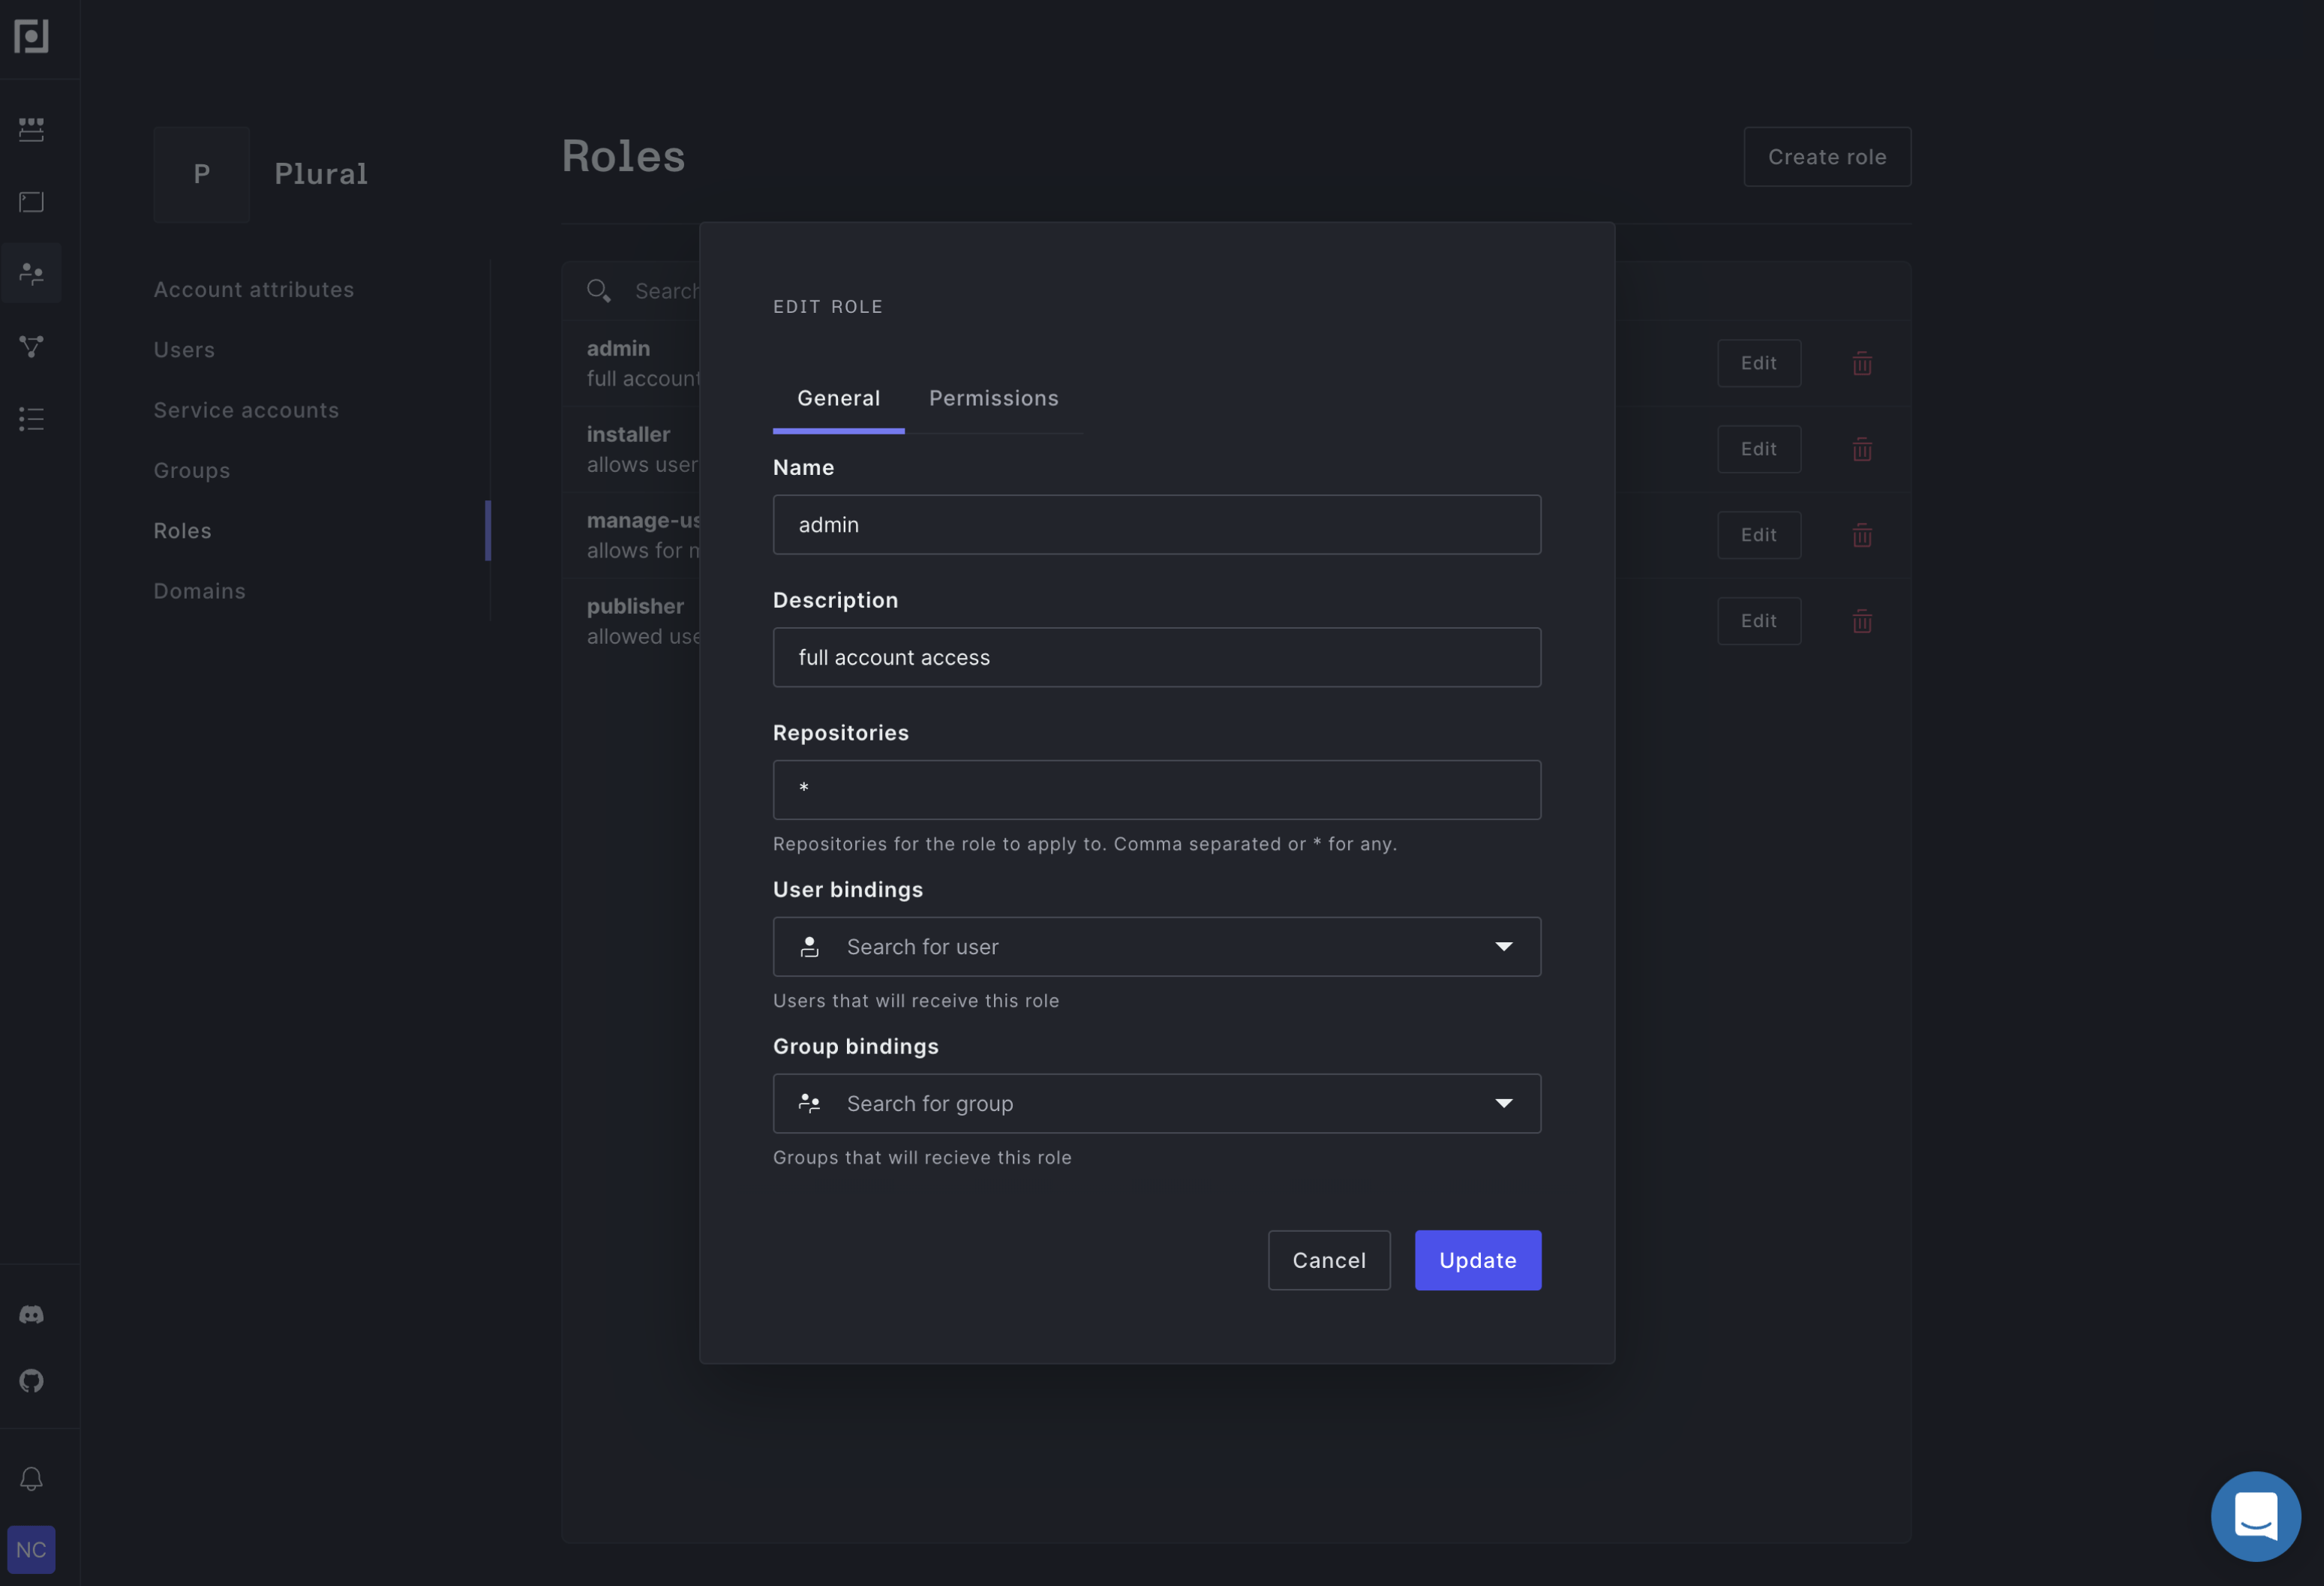 P
Plural
Roles
Create role
Account attributes
Users
Service accounts
Groups
Roles
Domains
Search
admin
full account
Edit
installer
allows user
Edit
manage-us
allows for
Edit
publisher
allowed use
Edit
EDIT ROLE
General
Permissions
Name
admin
Description
full account access
Repositories
*
Repositories for the role to apply to. Comma separated or * for any.
User bindings
Search for user
Users that will receive this role
Group bindings
Search for group
Groups that will recieve this role
Cancel
Update
NC